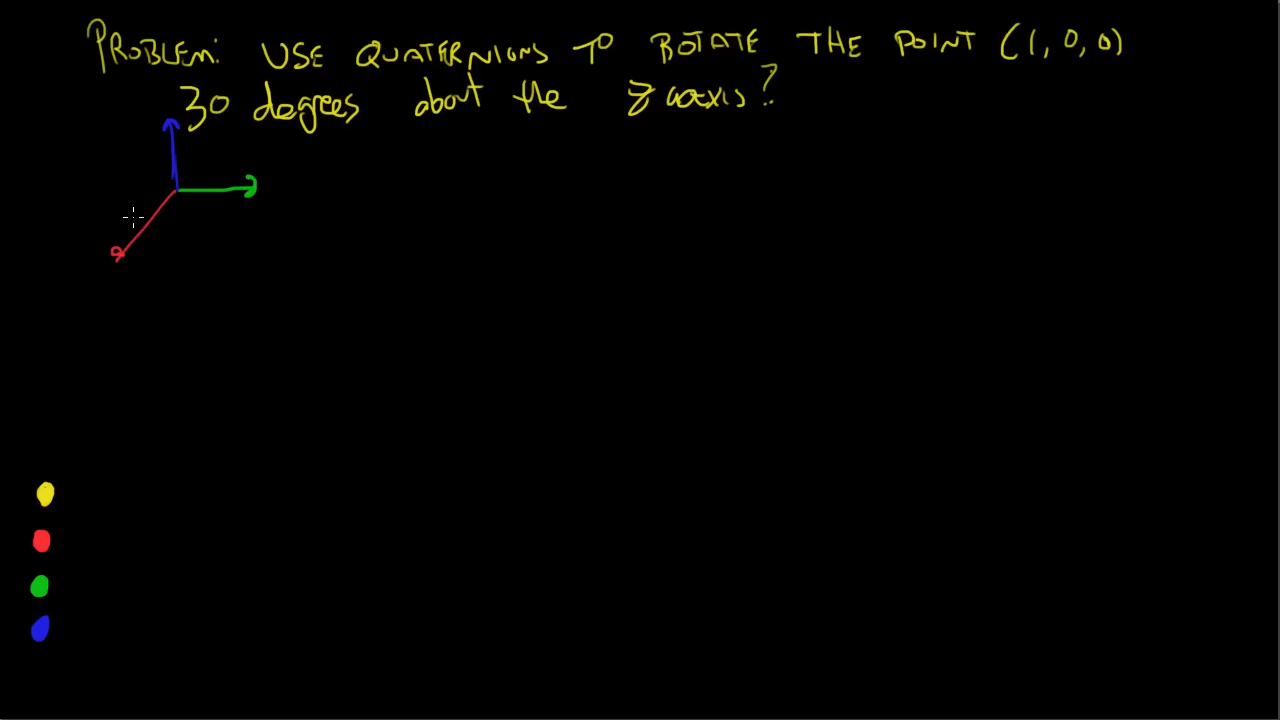 PROBLEM: USE QUATERNIONS TO ROTATE THE POINT (1, 0, 0)
30 degrees about the z axis?